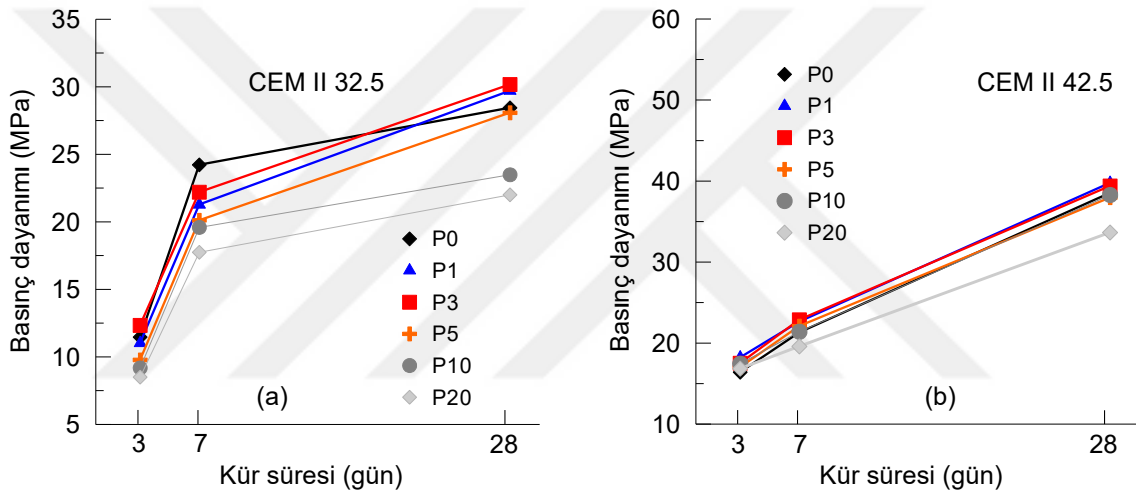 35
30
25
20
15
10
5
Basınç dayanımı (MPa)
CEM II 32.5
P0
P1
P3
P5
P10
P20
(a)
3
7
28
Kür süresi (gün)
60
50
40
30
20
10
Basınç dayanımı (MPa)
P0
P1
P3
P5
P10
P20
CEM II 42.5
(b)
3
7
28
Kür süresi (gün)